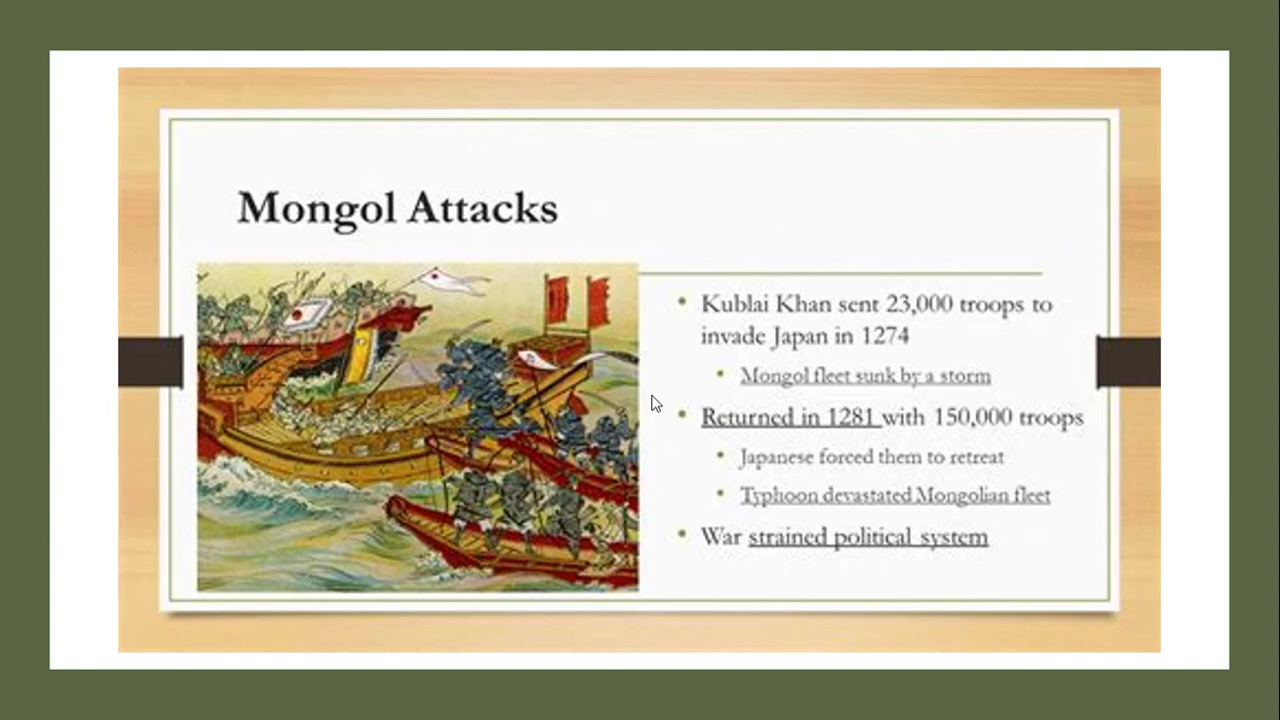 Mongol Attacks
Kublai Khan sent 23,000 troops to
invade Japan in 1274
Mongol fleet sunk by a storm
Returned in 1281 with 150,000 troops
Japanese forced them to retreat
Typhoon devastated Mongolian fleet
War strained political system